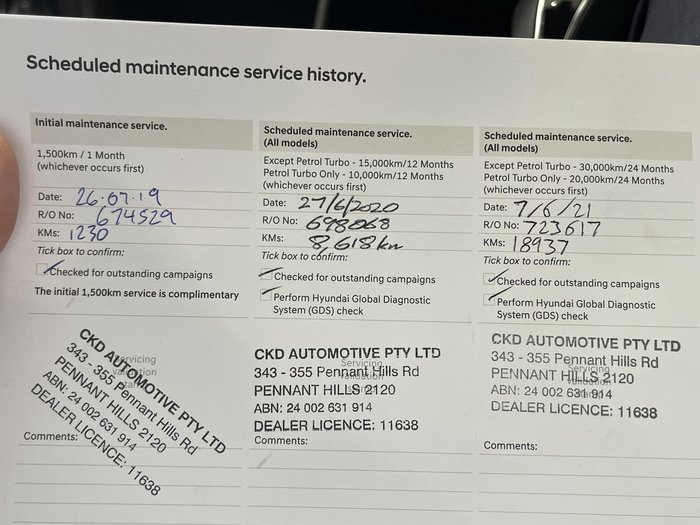 Scheduled maintenance service history.
Initial maintenance service.
1,500km / 1 Month
(whichever occurs first)
Date: 26.07.19
R/O No: 674529
KMs: 1230
Tick box to confirm:
Checked for outstanding campaigns
The initial 1,500km service is complimentary
CKD AUTOMOTIVE PTY LTD
343 - 355 Pennant Hills Rd
PENNANT HILLS 2120
ABN: 24 002 631 914
DEALER LICENCE: 11638
Servicing
Comments:
Scheduled maintenance service.
(All models)
Except Petrol Turbo - 15,000km/12 Months
Petrol Turbo Only - 10,000km/12 Months
(whichever occurs first)
Date: 27/6/2020
R/O No: 698068
KMs: 8,618km
Tick box to confirm:
Checked for outstanding campaigns
Perform Hyundai Global Diagnostic
System (GDS) check
CKD AUTOMOTIVE PTY LTD
Servicing
343 - 355 Pennant Hills Rd
PENNANT HILLS 2120
ABN: 24 002 631 914
DEALER LICENCE: 11638
Comments:
Scheduled maintenance service.
(All models)
Except Petrol Turbo - 30,000km/24 Months
Petrol Turbo Only - 20,000km/24 Months
(whichever occurs first)
Date: 7/6/21
R/O No: 723617
KMs: 18937
Tick box to confirm:
Checked for outstanding campaigns
Perform Hyundai Global Diagnostic
System (GDS) check
CKD AUTOMOTIVE PTY LTD
343 - 355 Pennant Hills Rd
Servicing
PENNANT HILLS 2120
ABN: 24 002 631 914
DEALER LICENCE: 11638
Comments: